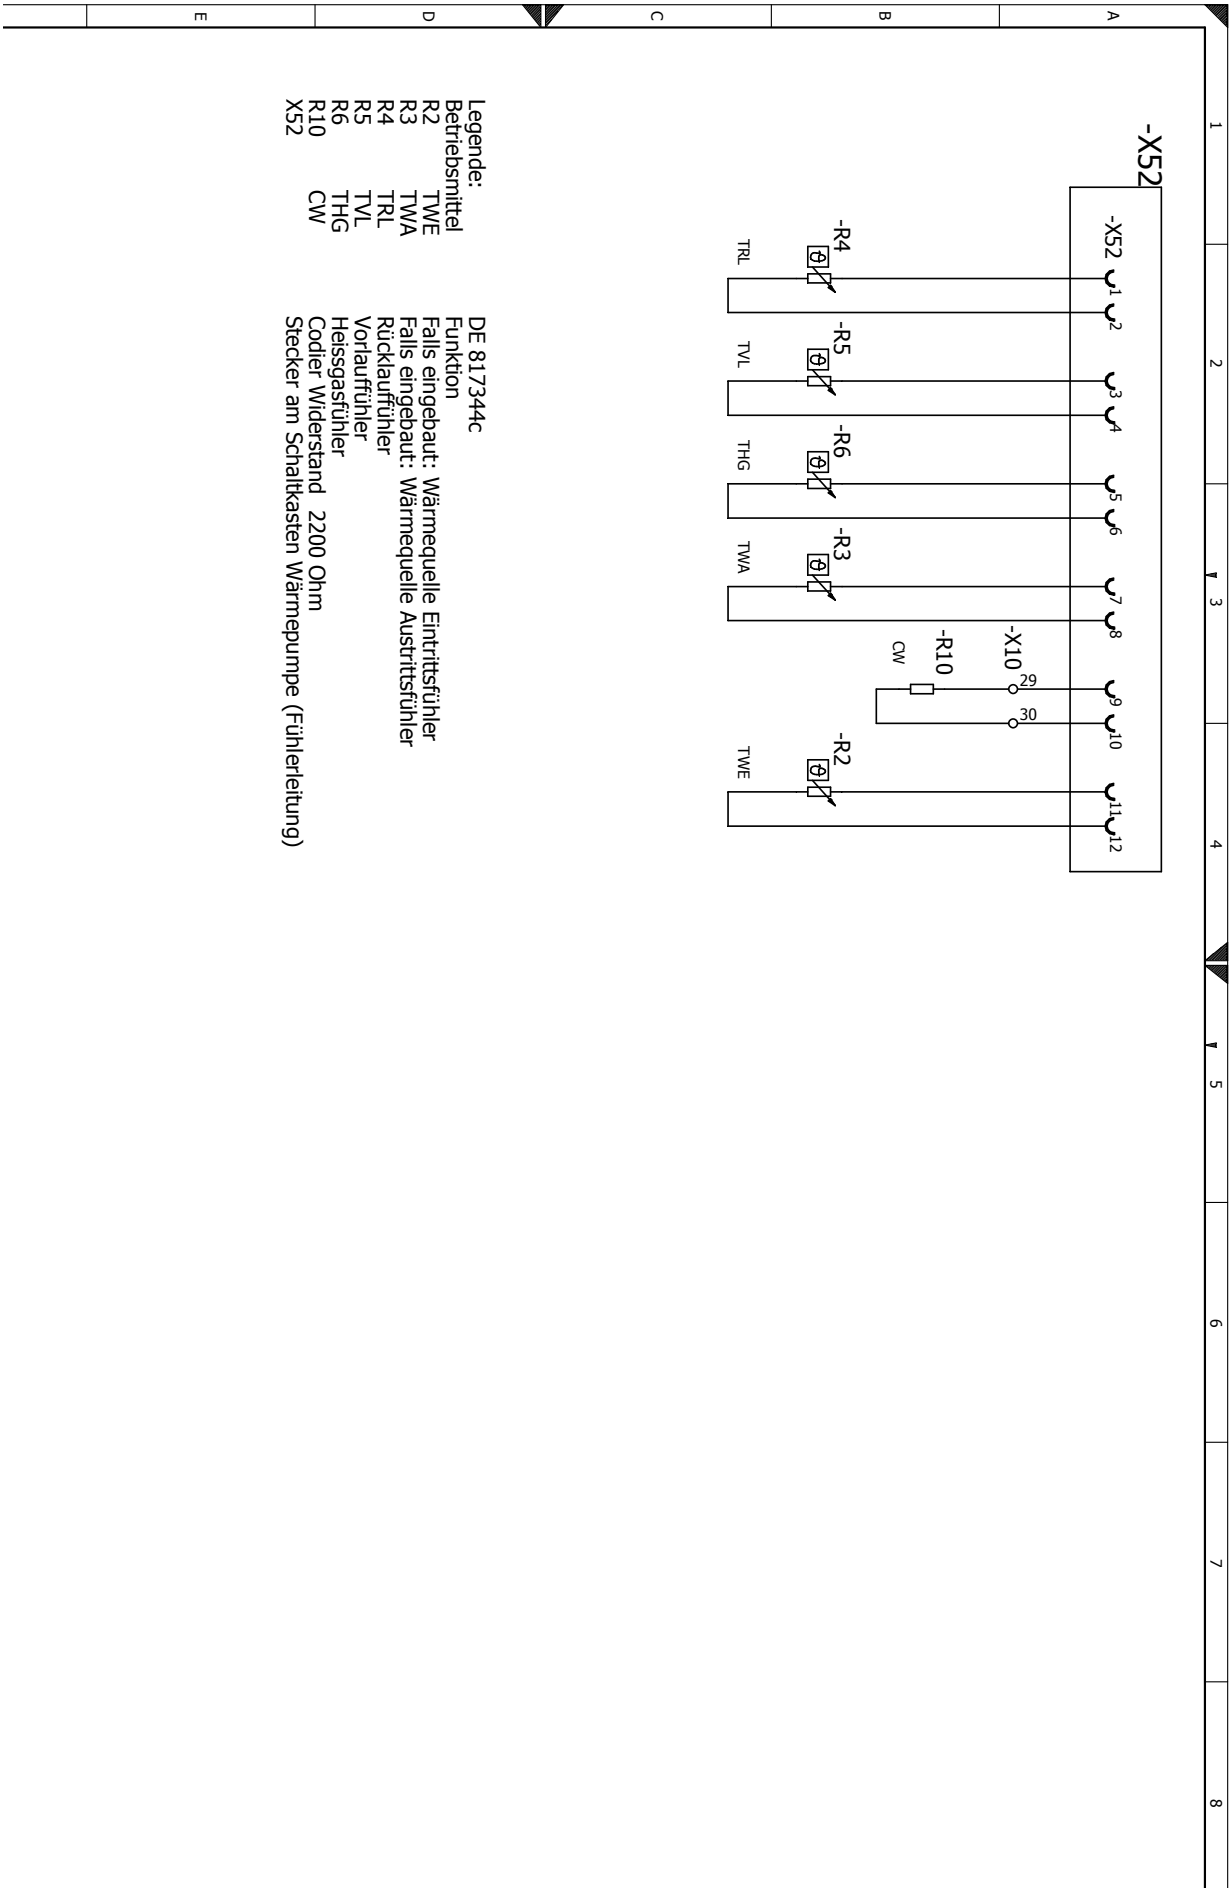 1 2 3 4 5 6 7 8
A
B
C
D
E
-X52
-X52 1 2 3 4 5 6 7 8 9 10 11 12
-X10 29 30
-R10
CW
-R4 -R5 -R6 -R3 -R2
TRL TVL THG TWA TWE
Legende: DE 817344c
Betriebsmittel Funktion
R2 TWE Falls eingebaut: Wärmequelle Eintrittsfühler
R3 TWA Falls eingebaut: Wärmequelle Austrittsfühler
R4 TRL Rücklauffühler
R5 TVL Vorlauffühler
R6 THG Heissgasfühler
R10 CW Codier Widerstand 2200 Ohm
X52 Stecker am Schaltkasten Wärmepumpe (Fühlerleitung)